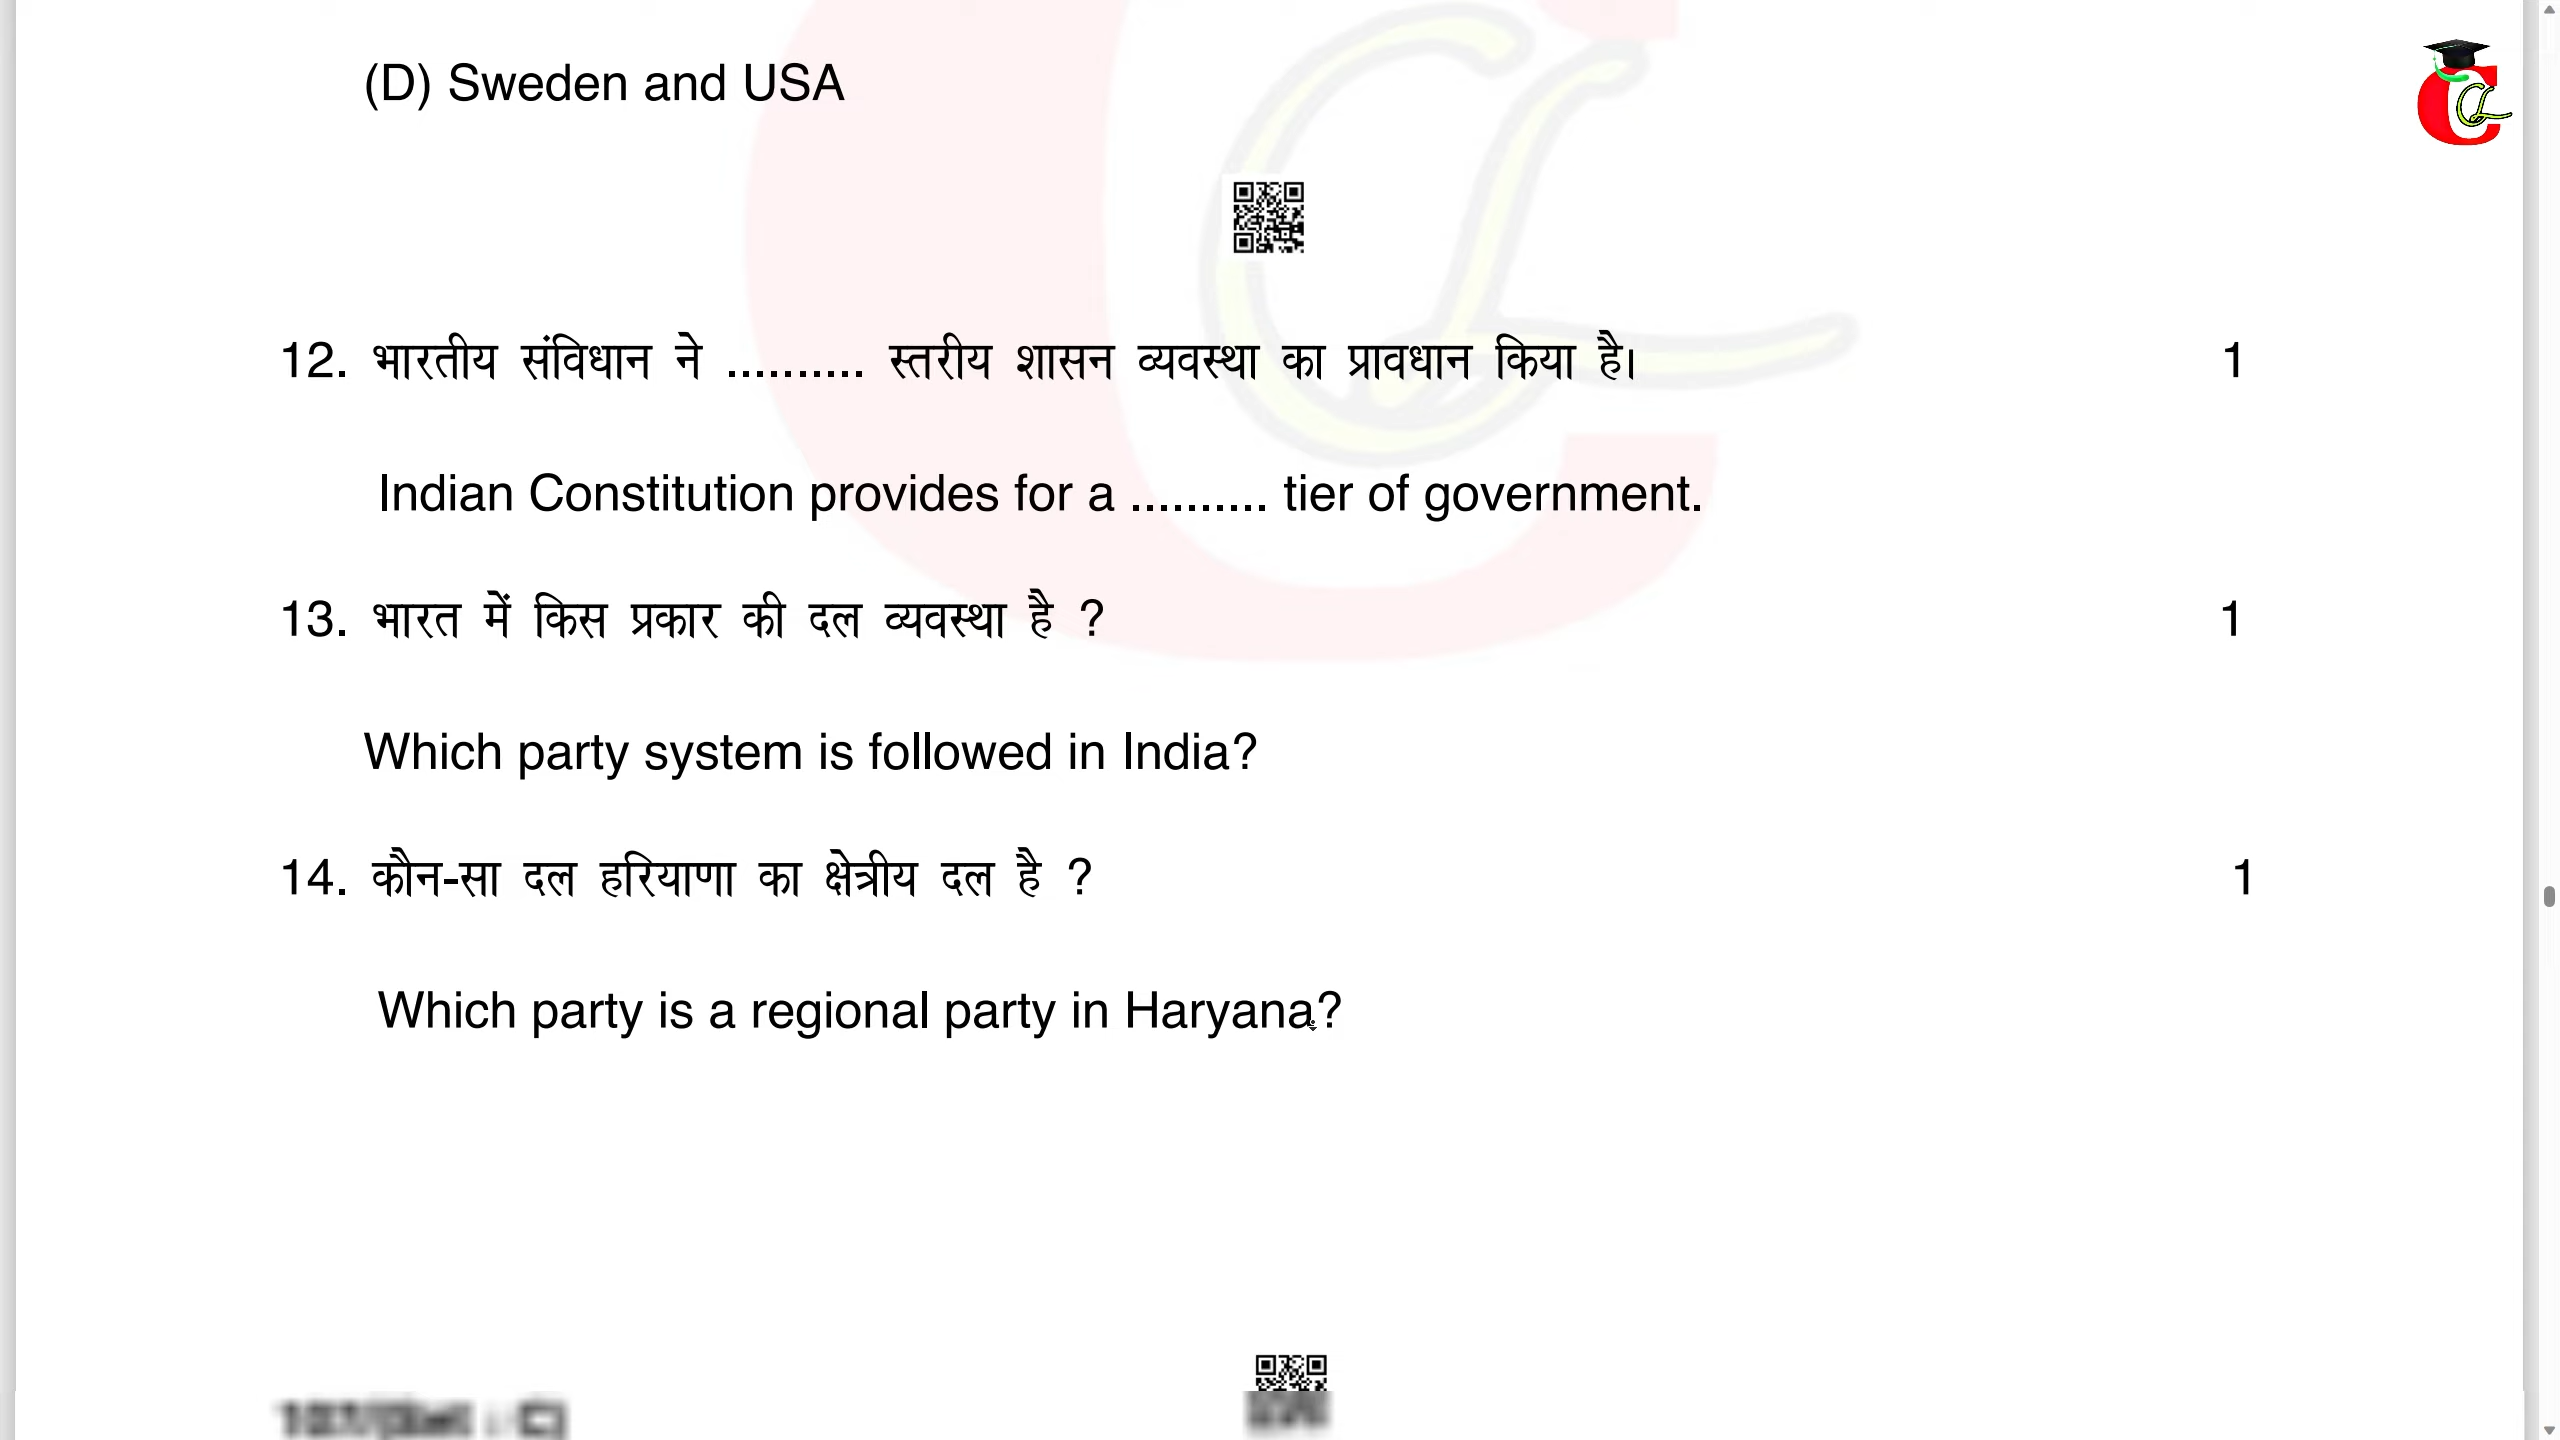 (D) Sweden and USA
12. भारतीय संविधान ने .......... स्तरीय शासन व्यवस्था का प्रावधान किया है। 1
Indian Constitution provides for a .......... tier of government.
13. भारत में किस प्रकार की दल व्यवस्था है ? 1
Which party system is followed in India?
14. कौन-सा दल हरियाणा का क्षेत्रीय दल है ? 1
Which party is a regional party in Haryana?